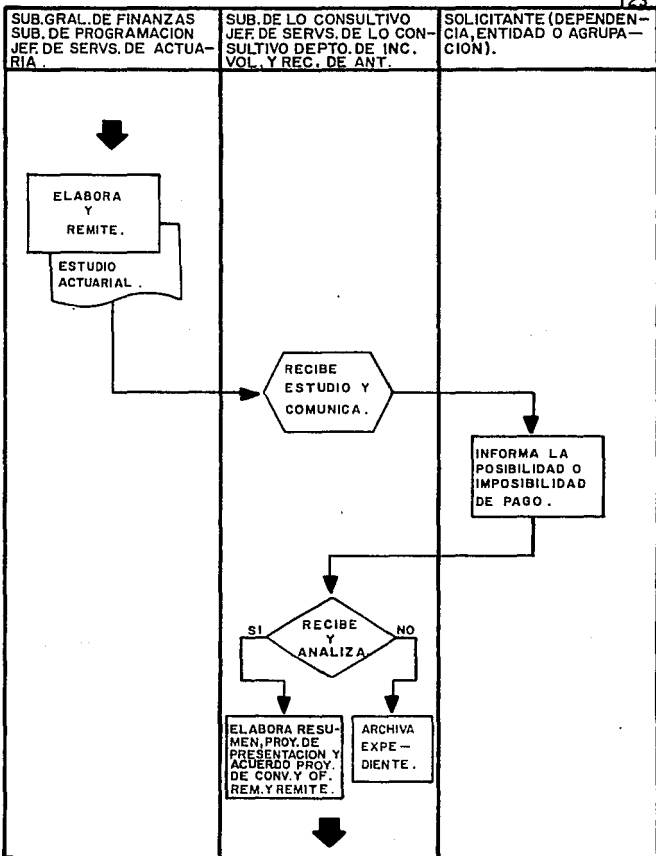 123
SUB.GRAL.DE FINANZAS
SUB. DE PROGRAMACION
JEF. DE SERVS. DE ACTUA-
RIA.
SUB. DE LO CONSULTIVO
JEF. DE SERVS. DE LO CON-
SULTIVO DEPTO. DE INC.
VOL. Y REC. DE ANT.
SOLICITANTE (DEPENDEN-
CIA, ENTIDAD O AGRUPA-
CION).
ELABORA
Y
REMITE.
ESTUDIO
ACTUARIAL.
RECIBE
ESTUDIO Y
COMUNICA.
INFORMA LA
POSIBILIDAD O
IMPOSIBILIDAD
DE PAGO.
RECIBE
Y
ANALIZA.
SI
NO
ELABORA RESU-
MEN, PROY. DE
PRESENTACION Y
ACUERDO PROY.
DE CONV. Y OF.
REM. Y REMITE.
ARCHIVA
EXPE-
DIENTE.